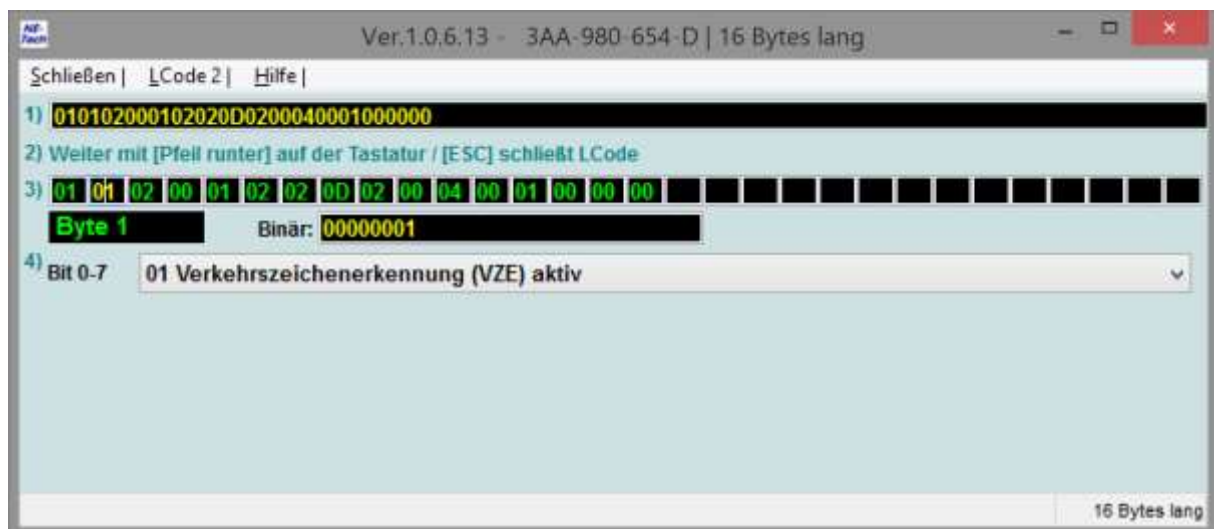 NE-Tech
Ver.1.0.6.13 - 3AA-980-654-D | 16 Bytes lang
Schließen | LCode 2 | Hilfe |
1) 010102000102020D0200040001000000
2) Weiter mit [Pfeil runter] auf der Tastatur / [ESC] schließt LCode
3) 01 01 02 00 01 02 02 0D 02 00 04 00 01 00 00 00
Byte 1 Binär: 00000001
4) Bit 0-7 01 Verkehrszeichenerkennung (VZE) aktiv
16 Bytes lang